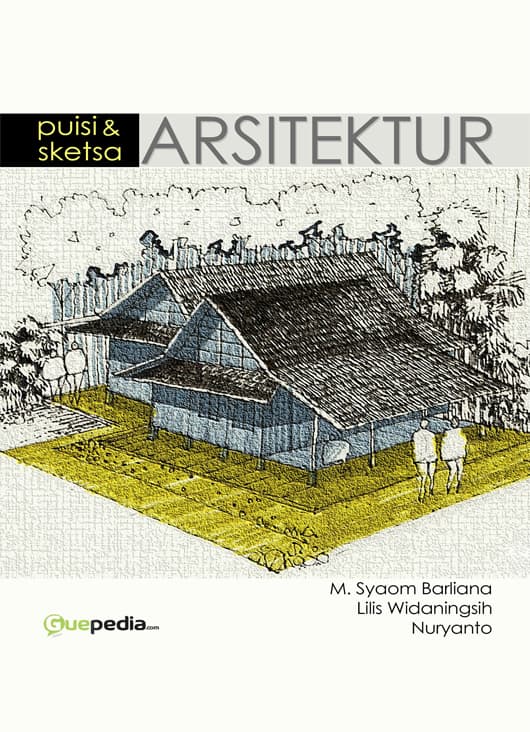 puisi &
sketsa
ARSITEKTUR
M. Syaom Barliana
Lilis Widaningsih
Nuryanto
Guepedia.com